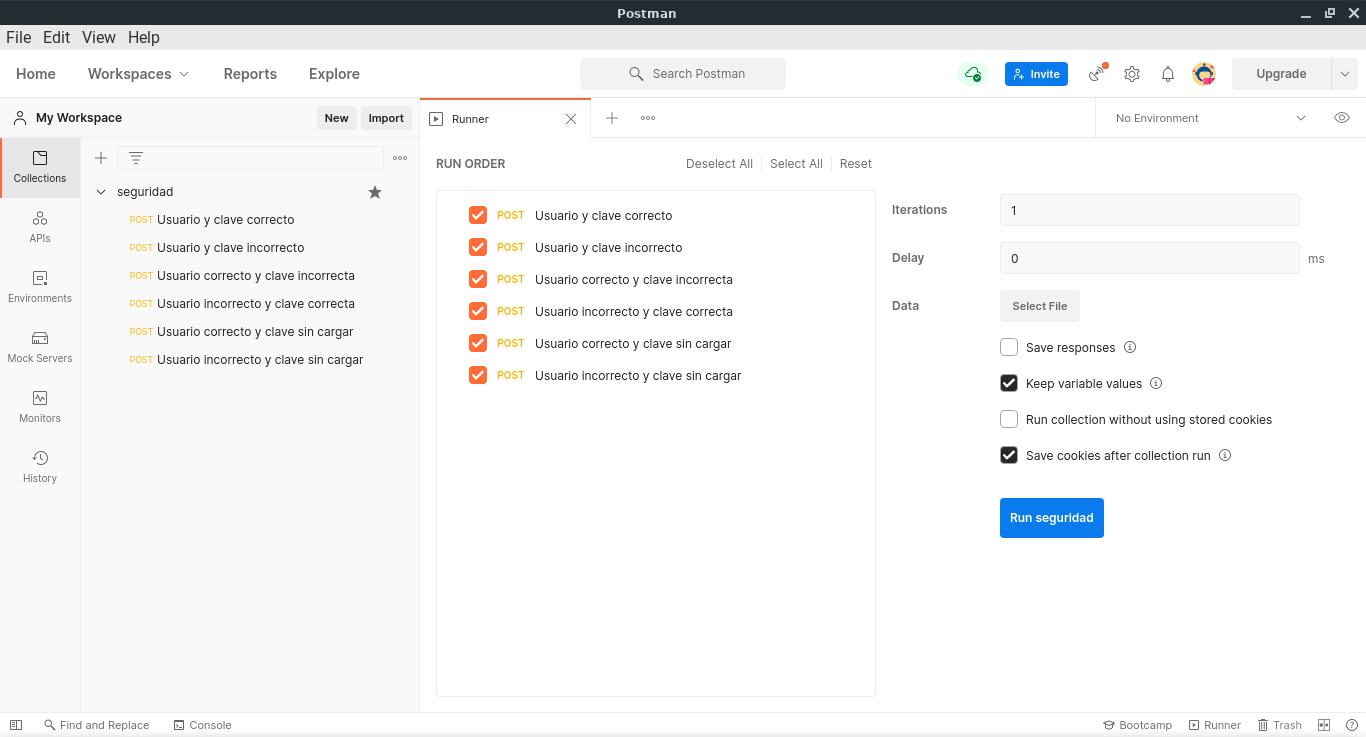 Postman
File Edit View Help
Home Workspaces Reports Explore Search Postman Invite Upgrade
My Workspace New Import Runner No Environment
Collections
APIs
Environments
Mock Servers
Monitors
History
seguridad
POST Usuario y clave correcto
POST Usuario y clave incorrecto
POST Usuario correcto y clave incorrecta
POST Usuario incorrecto y clave correcta
POST Usuario correcto y clave sin cargar
POST Usuario incorrecto y clave sin cargar
RUN ORDER Deselect All Select All Reset
POST Usuario y clave correcto
POST Usuario y clave incorrecto
POST Usuario correcto y clave incorrecta
POST Usuario incorrecto y clave correcta
POST Usuario correcto y clave sin cargar
POST Usuario incorrecto y clave sin cargar
Iterations 1
Delay 0 ms
Data Select File
Save responses
Keep variable values
Run collection without using stored cookies
Save cookies after collection run
Run seguridad
Find and Replace Console Bootcamp Runner Trash